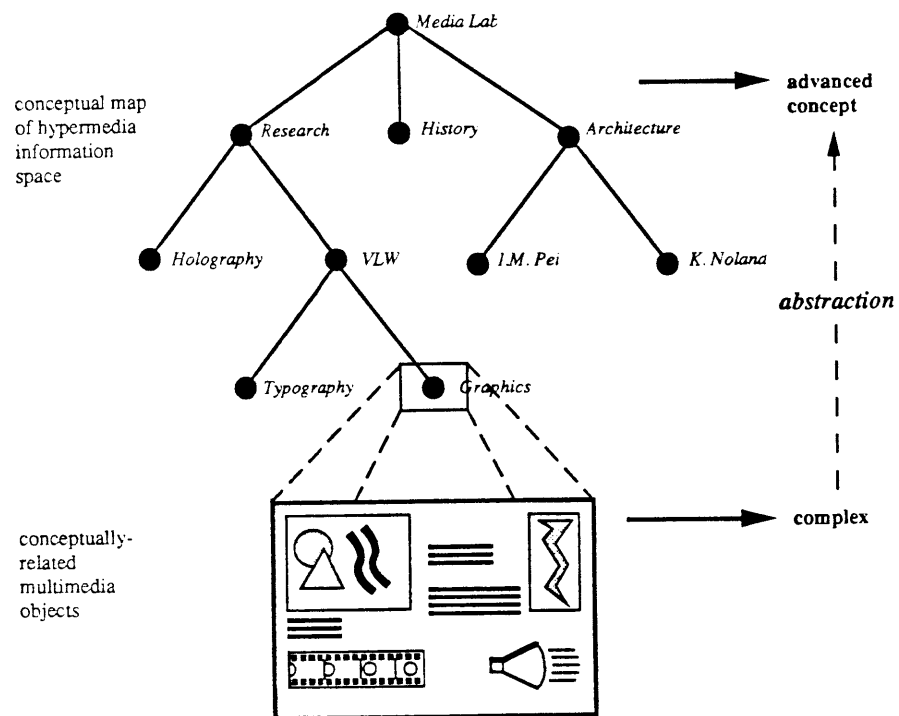 Media Lab
conceptual map
of hypermedia
information
space
Research
History
Architecture
advanced
concept
Holography
VLW
I.M. Pei
K. Noland
abstraction
Typography
Graphics
complex
conceptually-
related
multimedia
objects